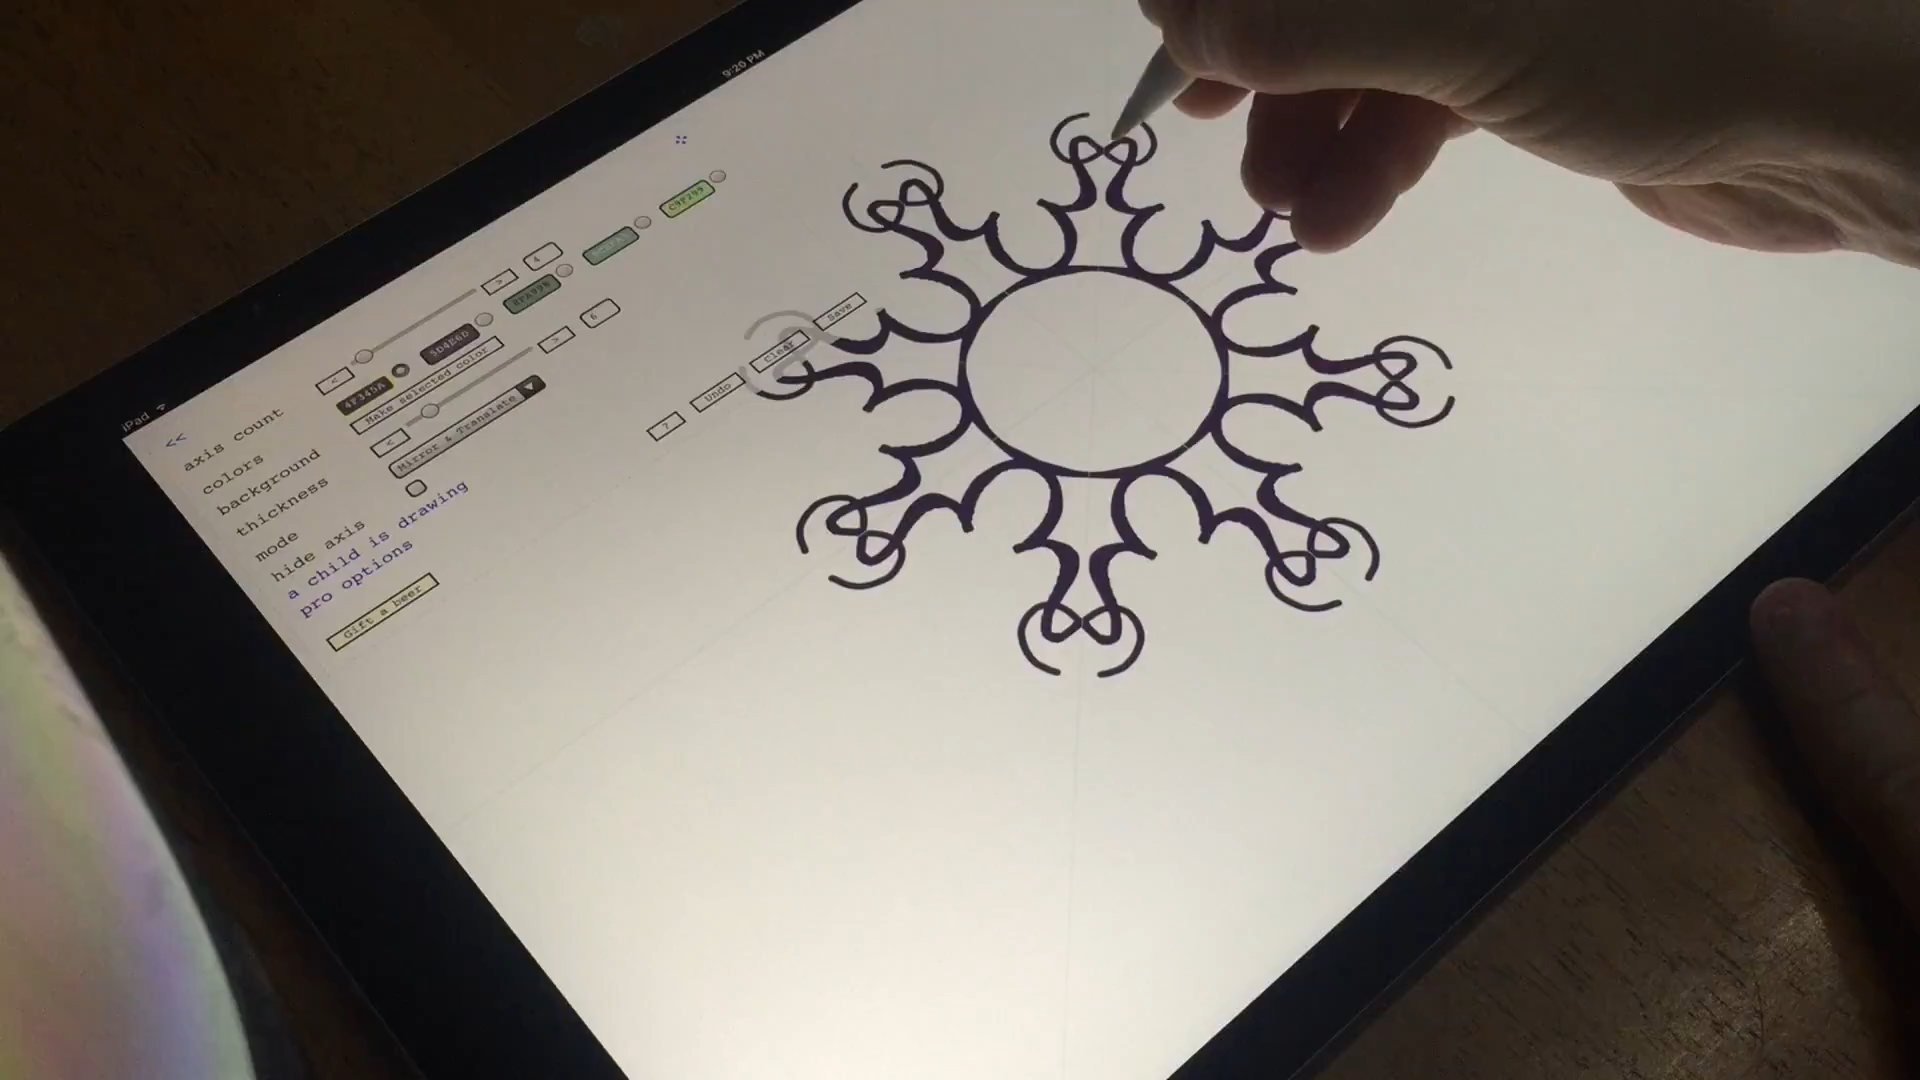 iPad
9:20 PM
<<
axis count
<
>
4
colors
4F345A
5D4E6D
8FA998
C9F299
background
Make selected color
thickness
<
>
6
mode
Mirror & Translate
hide axis
a child is drawing
pro options
Gift a beer
?
Undo
Clear
Save